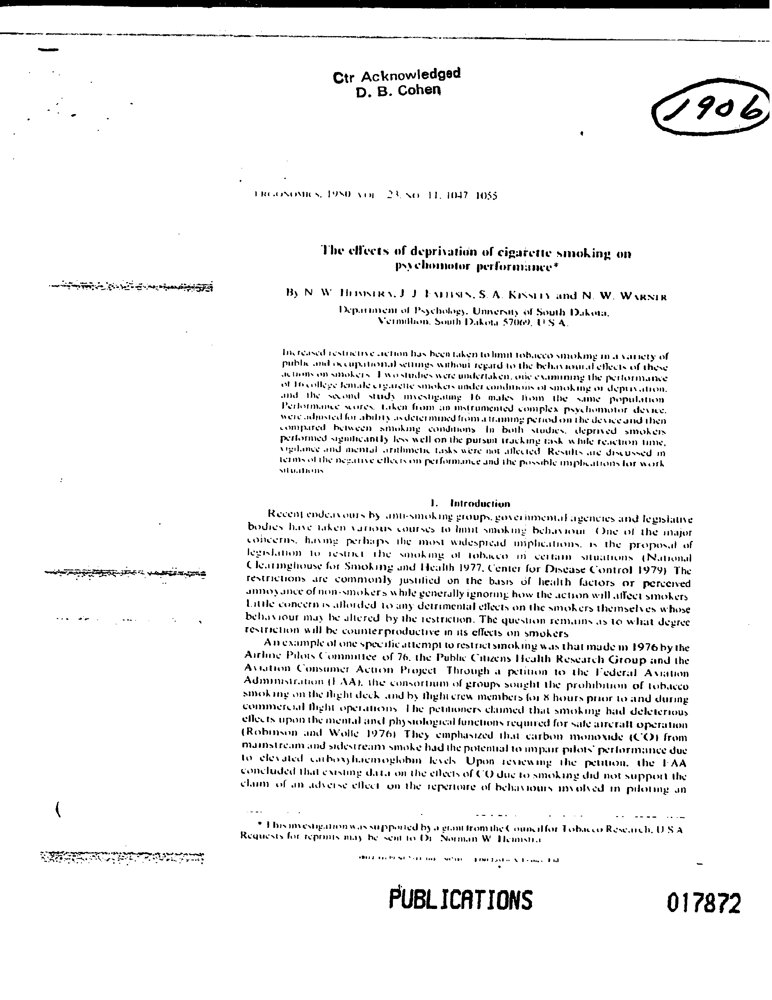 Ctr Acknowledged
D. B. Cohen
1906
ERGONOMICS, 1980, VOL. 23, NO. 11, 1047-1055
The effects of deprivation of cigarette smoking on
psychomotor performance*
By N. W. HEIMSTRA, J. J. S. A. and N. W. WARNER
Department of Psychology, University of South Dakota,
Vermillion, South Dakota 57069, U.S.A.
Increased restrictive action has been taken to limit tobacco smoking in a variety of
public and occupational settings without regard to the behavioural effects of these
actions on smokers. Two studies were undertaken, one examining the performance
of 16 college female cigarette smokers under conditions of smoking or deprivation,
and the second study investigating 16 males from the same population.
Performance scores, taken from an instrumented complex psychomotor device,
were adjusted for ability as determined from a training period on the device and then
compared between smoking conditions. In both studies, deprived smokers
performed significantly less well on the pursuit tracking task while reaction time,
vigilance and mental arithmetic tasks were not affected. Results are discussed in
terms of the negative effects on performance and the possible implications for work
situations.
1. Introduction
Recent endeavours by anti-smoking groups, governmental agencies and legislative
bodies have taken various courses to limit smoking behaviour. One of the major
concerns, having perhaps the most widespread implications, is the proposal of
legislation to restrict the smoking of tobacco in certain situations (National
Clearinghouse for Smoking and Health 1977, Center for Disease Control 1979). The
restrictions are commonly justified on the basis of health factors or perceived
annoyance of non-smokers while generally ignoring how the action will affect smokers.
Little concern is afforded to any detrimental effects on the smokers themselves whose
behaviour may be altered by the restriction. The question remains as to what degree
restriction will be counterproductive in its effects on smokers.
An example of one specific attempt to restrict smoking was that made in 1976 by the
Airline Pilots Committee of 76, the Public Citizens Health Research Group and the
Aviation Consumer Action Project. Through a petition to the Federal Aviation
Administration (FAA), the consortium of groups sought the prohibition of tobacco
smoking on the flight deck and by flight crew members for 8 hours prior to and during
commercial flight operations. The petitioners claimed that smoking had deleterious
effects upon the mental and physiological functions required for safe aircraft operation
(Robinson and Wolfe 1976). They emphasized that carbon monoxide (CO) from
mainstream and sidestream smoke had the potential to impair pilots' performance due
to elevated carboxyhaemoglobin levels. Upon reviewing the petition, the FAA
concluded that existing data on the effects of CO due to smoking did not support the
claim of an adverse effect on the repertoire of behaviours involved in piloting an
* This investigation was supported by a grant from the Council for Tobacco Research, U.S.A.
Requests for reprints may be sent to Dr. Norman W. Heimstra.
PUBLICATIONS
017872